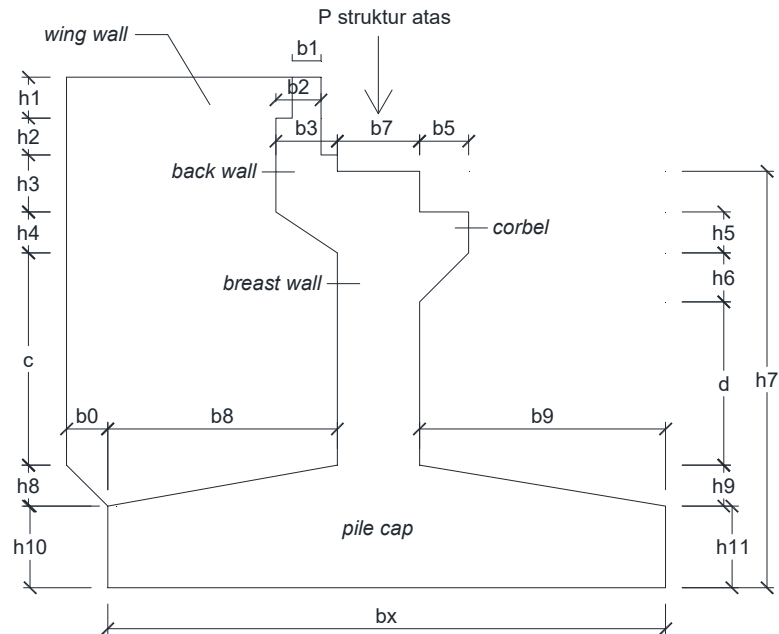 P struktur atas
wing wall
b1
h1
b2
h2
b3
b7
b5
back wall
h3
h4
corbel
h5
breast wall
h6
c
d
h7
b0
b8
b9
h8
h9
pile cap
h10
h11
bx